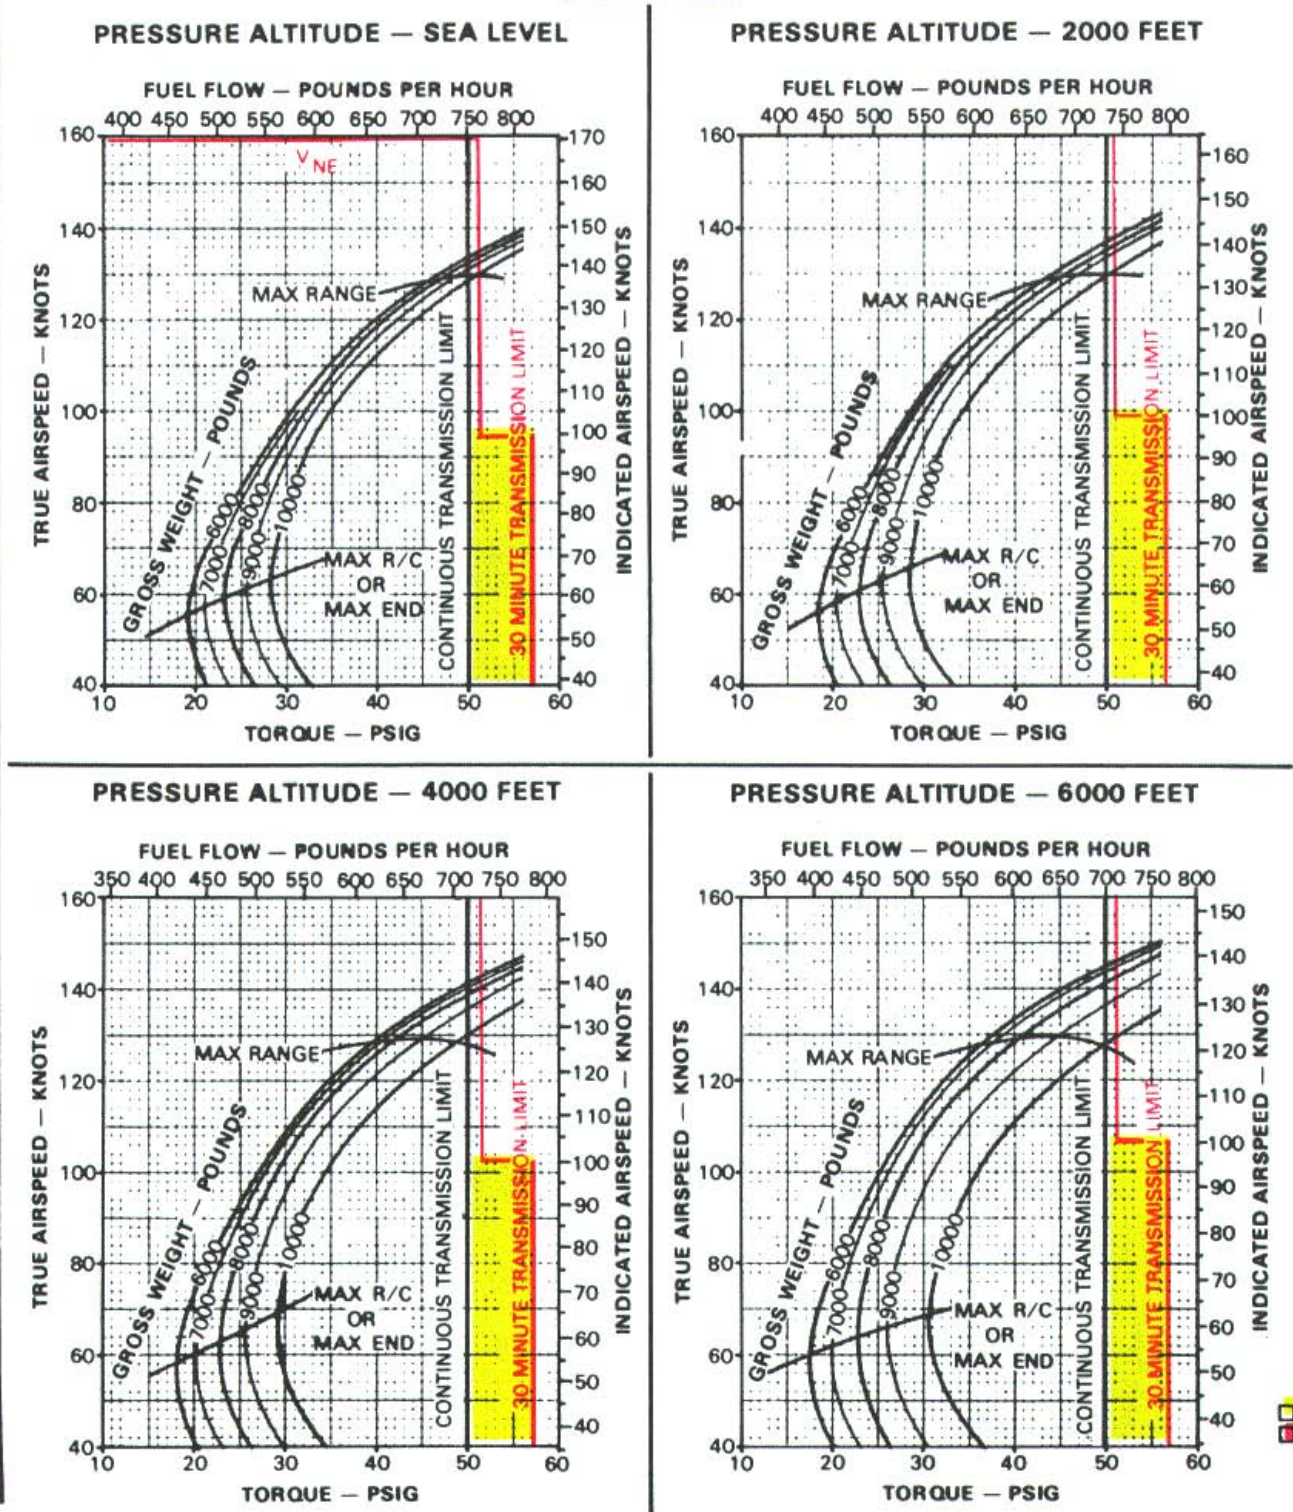 PRESSURE ALTITUDE — SEA LEVEL
FUEL FLOW — POUNDS PER HOUR
400 450 500 550 600 650 700 750 800
160 140 120 100 80 60 40
TRUE AIRSPEED — KNOTS
170 160 150 140 130 120 110 100 90 80 70 60 50 40
INDICATED AIRSPEED — KNOTS
V NE
MAX RANGE
GROSS WEIGHT — POUNDS
6000
7000
8000
9000
10000
MAX R/C
OR
MAX END
CONTINUOUS TRANSMISSION LIMIT
30 MINUTE TRANSMISSION LIMIT
10 20 30 40 50 60
TORQUE — PSIG
PRESSURE ALTITUDE — 2000 FEET
FUEL FLOW — POUNDS PER HOUR
400 450 500 550 600 650 700 750 800
160 140 120 100 80 60 40
TRUE AIRSPEED — KNOTS
160 150 140 130 120 110 100 90 80 70 60 50 40
INDICATED AIRSPEED — KNOTS
MAX RANGE
GROSS WEIGHT — POUNDS
6000
7000
8000
9000
10000
MAX R/C
OR
MAX END
CONTINUOUS TRANSMISSION LIMIT
30 MINUTE TRANSMISSION LIMIT
10 20 30 40 50 60
TORQUE — PSIG
PRESSURE ALTITUDE — 4000 FEET
FUEL FLOW — POUNDS PER HOUR
350 400 450 500 550 600 650 700 750 800
160 140 120 100 80 60 40
TRUE AIRSPEED — KNOTS
150 140 130 120 110 100 90 80 70 60 50 40
INDICATED AIRSPEED — KNOTS
MAX RANGE
GROSS WEIGHT — POUNDS
6000
7000
8000
9000
10000
MAX R/C
OR
MAX END
CONTINUOUS TRANSMISSION LIMIT
30 MINUTE TRANSMISSION LIMIT
10 20 30 40 50 60
TORQUE — PSIG
PRESSURE ALTITUDE — 6000 FEET
FUEL FLOW — POUNDS PER HOUR
350 400 450 500 550 600 650 700 750 800
160 140 120 100 80 60 40
TRUE AIRSPEED — KNOTS
150 140 130 120 110 100 90 80 70 60 50 40
INDICATED AIRSPEED — KNOTS
MAX RANGE
GROSS WEIGHT — POUNDS
6000
7000
8000
9000
10000
MAX R/C
OR
MAX END
CONTINUOUS TRANSMISSION LIMIT
30 MINUTE TRANSMISSION LIMIT
10 20 30 40 50 60
TORQUE — PSIG